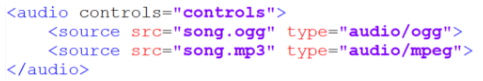 <audio controls="controls">
    <source src="song.ogg" type="audio/ogg">
    <source src="song.mp3" type="audio/mpeg">
</audio>